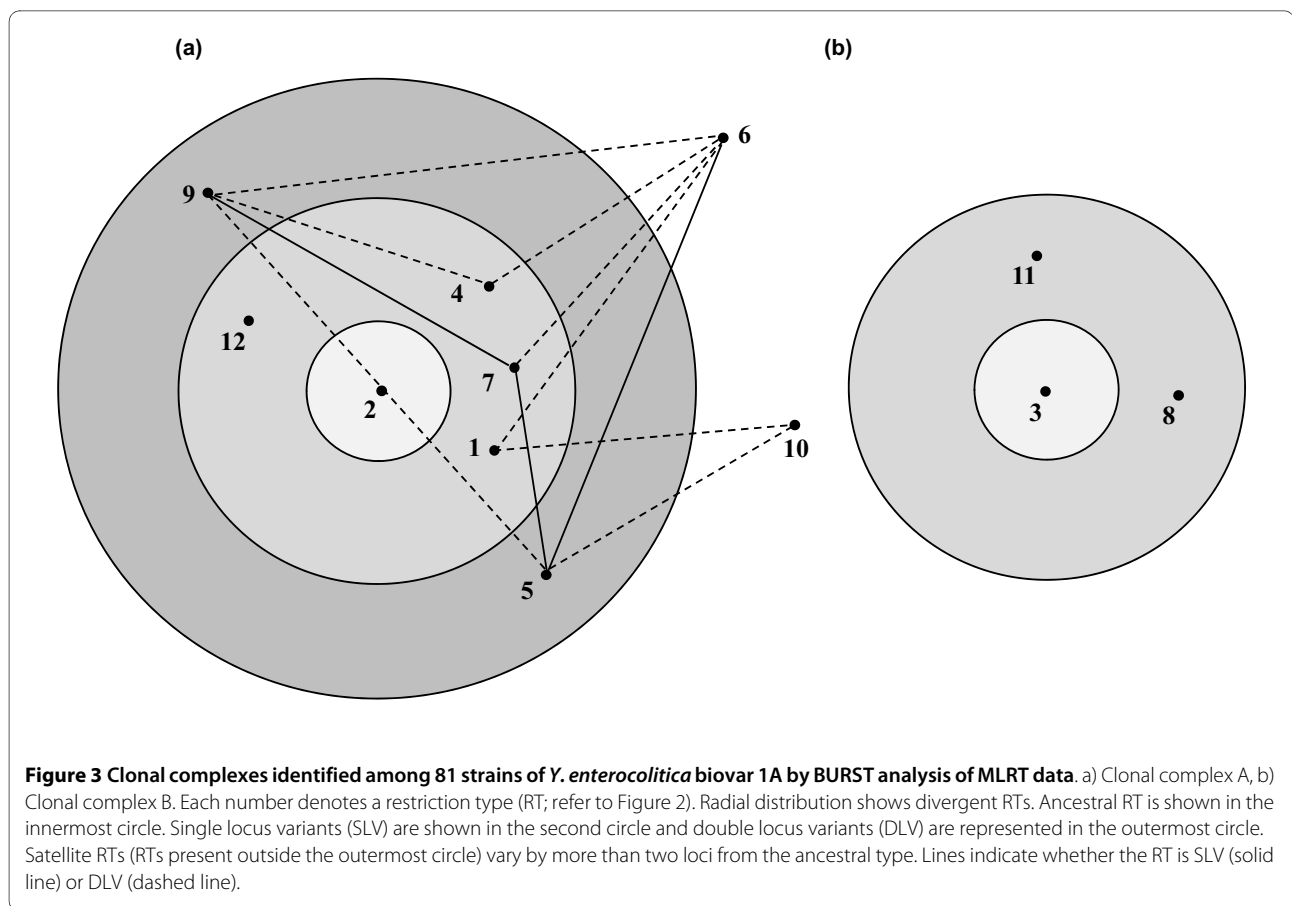 (a)
(b)
6
9
11
4
12
7
2
3
8
1
10
5
Figure 3 Clonal complexes identified among 81 strains of Y. enterocolitica biovar 1A by BURST analysis of MLRT data. a) Clonal complex A, b)
Clonal complex B. Each number denotes a restriction type (RT; refer to Figure 2). Radial distribution shows divergent RTs. Ancestral RT is shown in the
innermost circle. Single locus variants (SLV) are shown in the second circle and double locus variants (DLV) are represented in the outermost circle.
Satellite RTs (RTs present outside the outermost circle) vary by more than two loci from the ancestral type. Lines indicate whether the RT is SLV (solid
line) or DLV (dashed line).